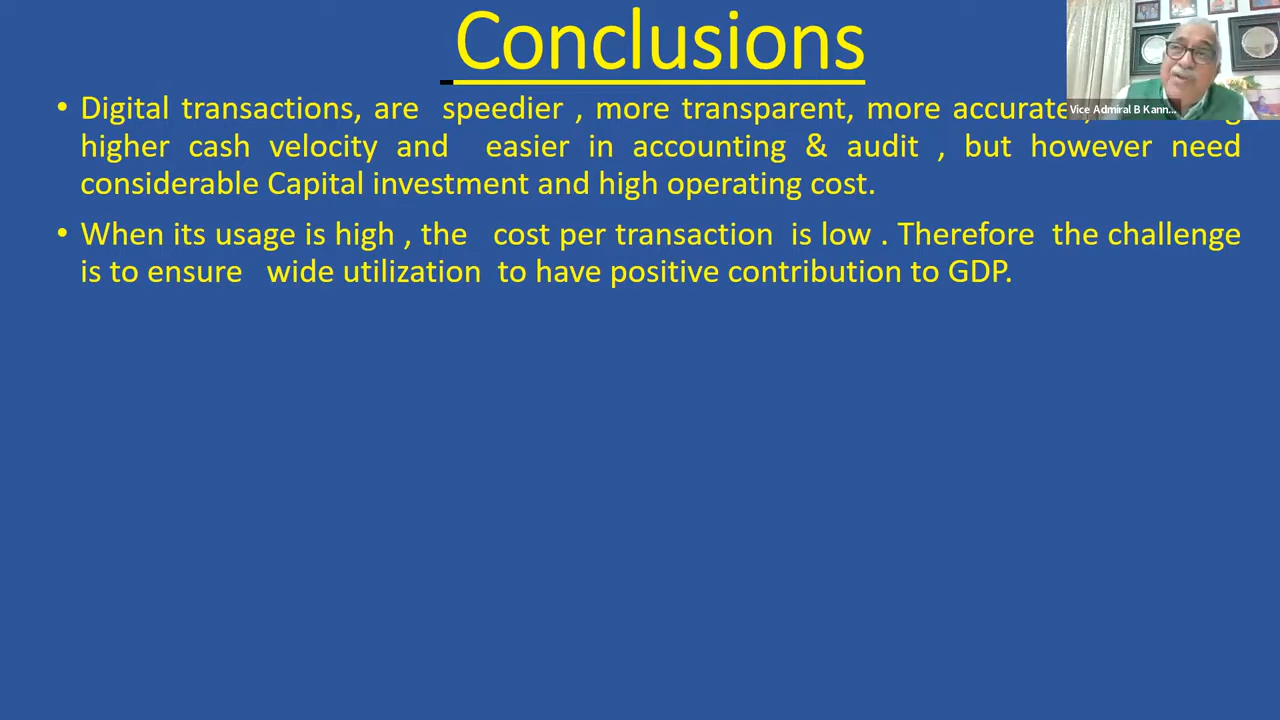 Conclusions
• Digital transactions, are speedier , more transparent, more accurate,
higher cash velocity and easier in accounting & audit , but however need
considerable Capital investment and high operating cost.
• When its usage is high , the cost per transaction is low . Therefore the challenge
is to ensure wide utilization to have positive contribution to GDP.
Vice Admiral B Kann...